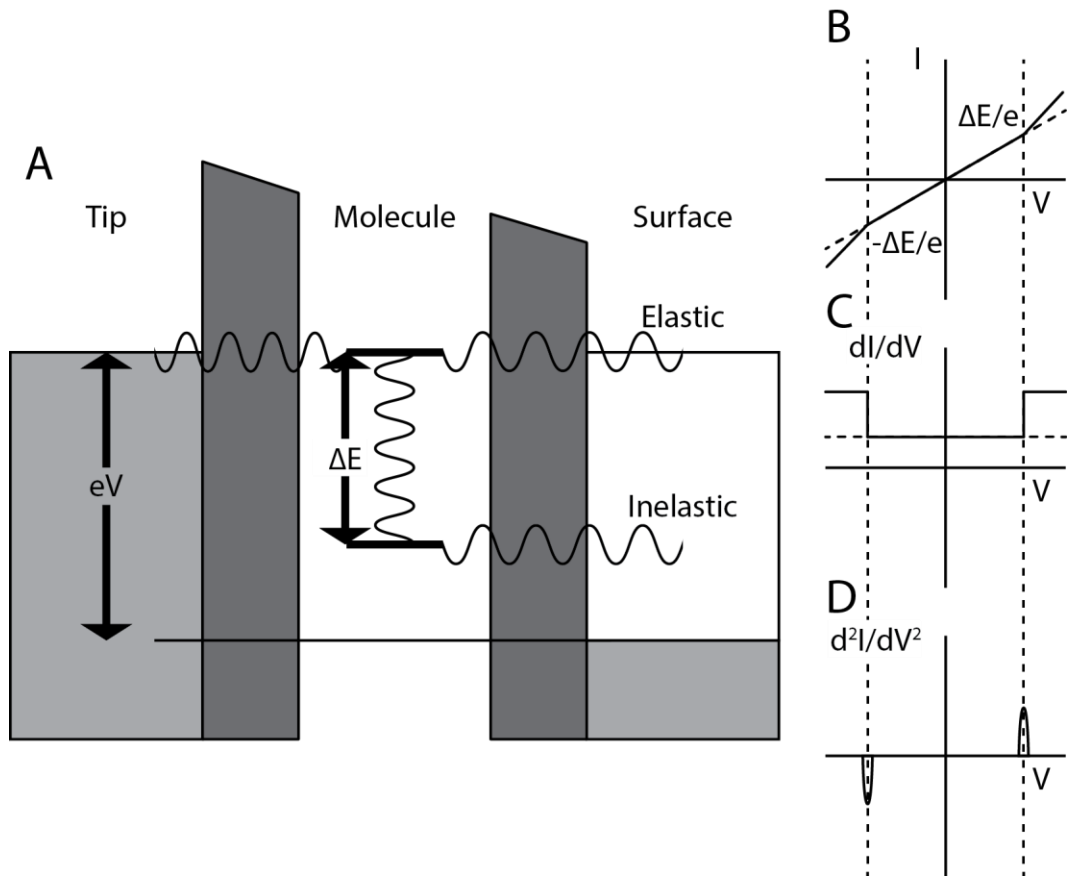 A
Tip
Molecule
Surface
Elastic
eV
ΔE
Inelastic
B
I
ΔE/e
V
-ΔE/e
C
dI/dV
V
D
d²I/dV²
V